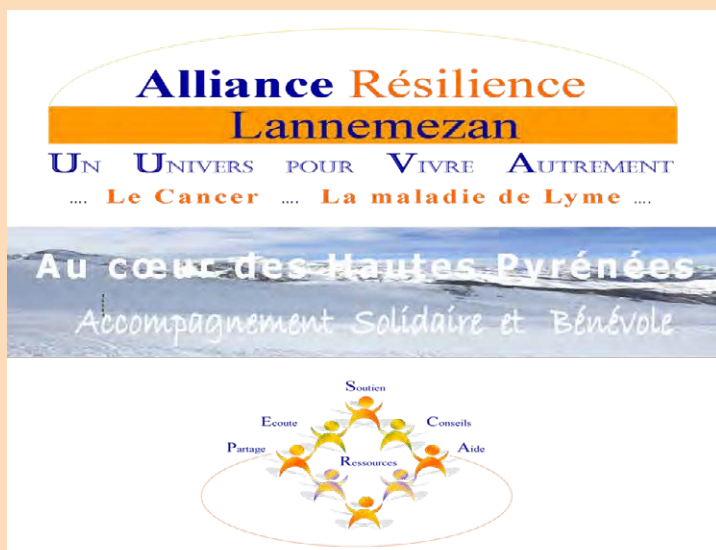 Alliance Résilience
Lannemezan
Un Univers pour Vivre Autrement
.... Le Cancer .... La maladie de Lyme ....
Au cœur des Hautes Pyrénées
Accompagnement Solidaire et Bénévole
Soutien
Ecoute Conseils
Partage Aide
Ressources